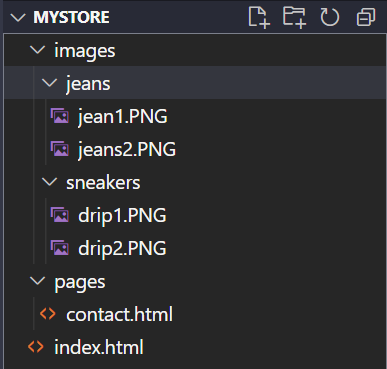 MYSTORE
images
jeans
jean1.PNG
jeans2.PNG
sneakers
drip1.PNG
drip2.PNG
pages
contact.html
index.html